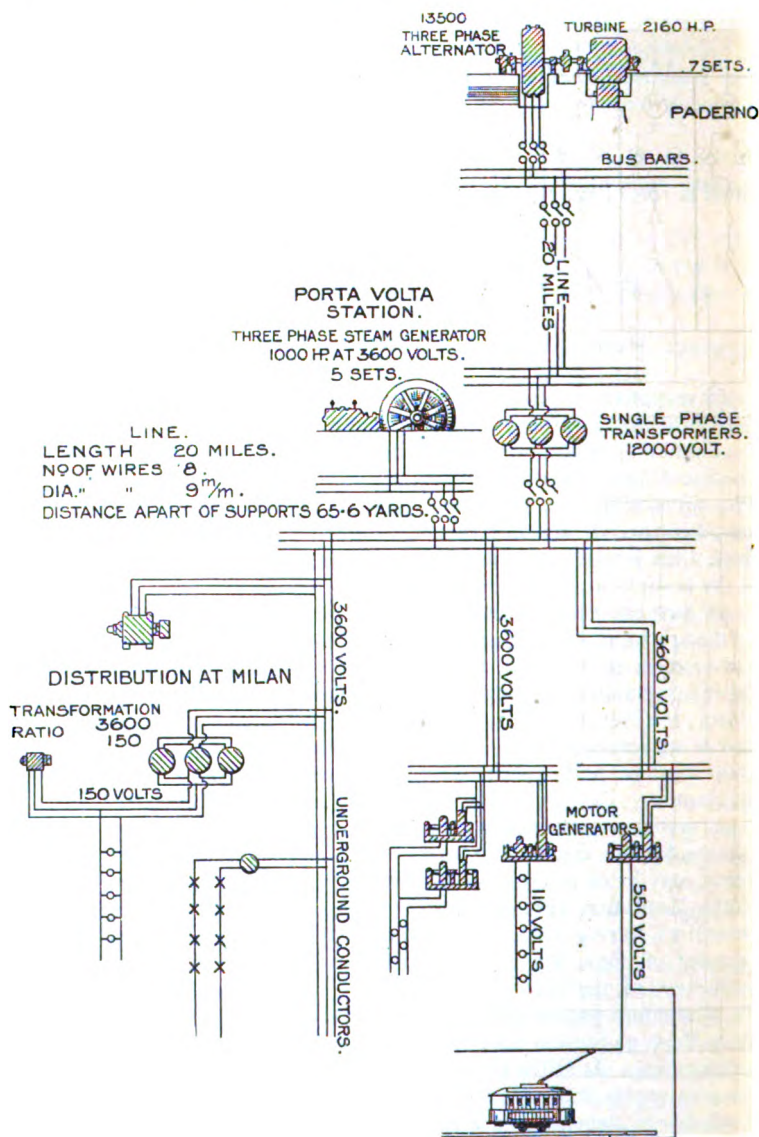 13500
THREE PHASE
ALTERNATOR.
TURBINE 2160 H.P.
7 SETS.
PADERNO
BUS BARS.
LINE
20 MILES
PORTA VOLTA
STATION.
THREE PHASE STEAM GENERATOR
1000 H.P. AT 3600 VOLTS.
5 SETS.
SINGLE PHASE
TRANSFORMERS.
12000 VOLT.
LINE.
LENGTH 20 MILES.
NO OF WIRES 8.
DIA. " " 9 m/m.
DISTANCE APART OF SUPPORTS 65·6 YARDS.
3600 VOLTS.
3600 VOLTS
3600 VOLTS
DISTRIBUTION AT MILAN
TRANSFORMATION
RATIO 3600
150
150 VOLTS
UNDERGROUND CONDUCTORS.
MOTOR
GENERATORS.
110 VOLTS
550 VOLTS